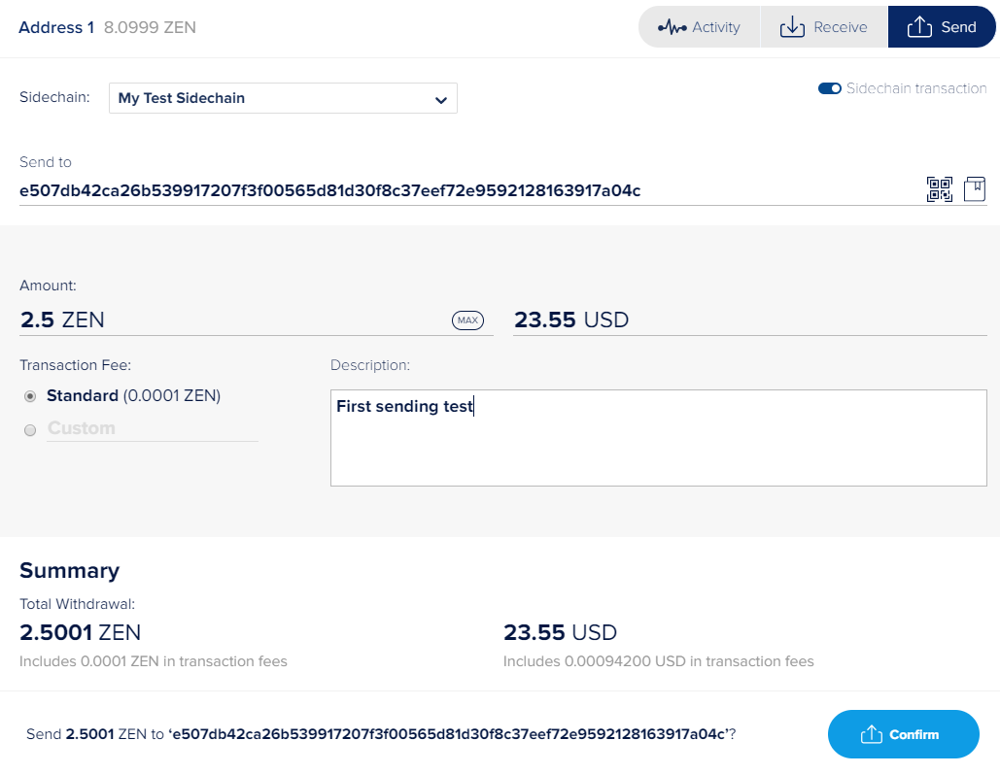 Address 1 8.0999 ZEN
Activity
Receive
Send
Sidechain:
My Test Sidechain
Sidechain transaction
Send to
e507db42ca26b539917207f3f00565d81d30f8c37eef72e9592128163917a04c
Amount:
2.5 ZEN
MAX
23.55 USD
Transaction Fee:
Standard (0.0001 ZEN)
Custom
Description:
First sending test
Summary
Total Withdrawal:
2.5001 ZEN
23.55 USD
Includes 0.0001 ZEN in transaction fees
Includes 0.00094200 USD in transaction fees
Send 2.5001 ZEN to ‘e507db42ca26b539917207f3f00565d81d30f8c37eef72e9592128163917a04c’?
Confirm